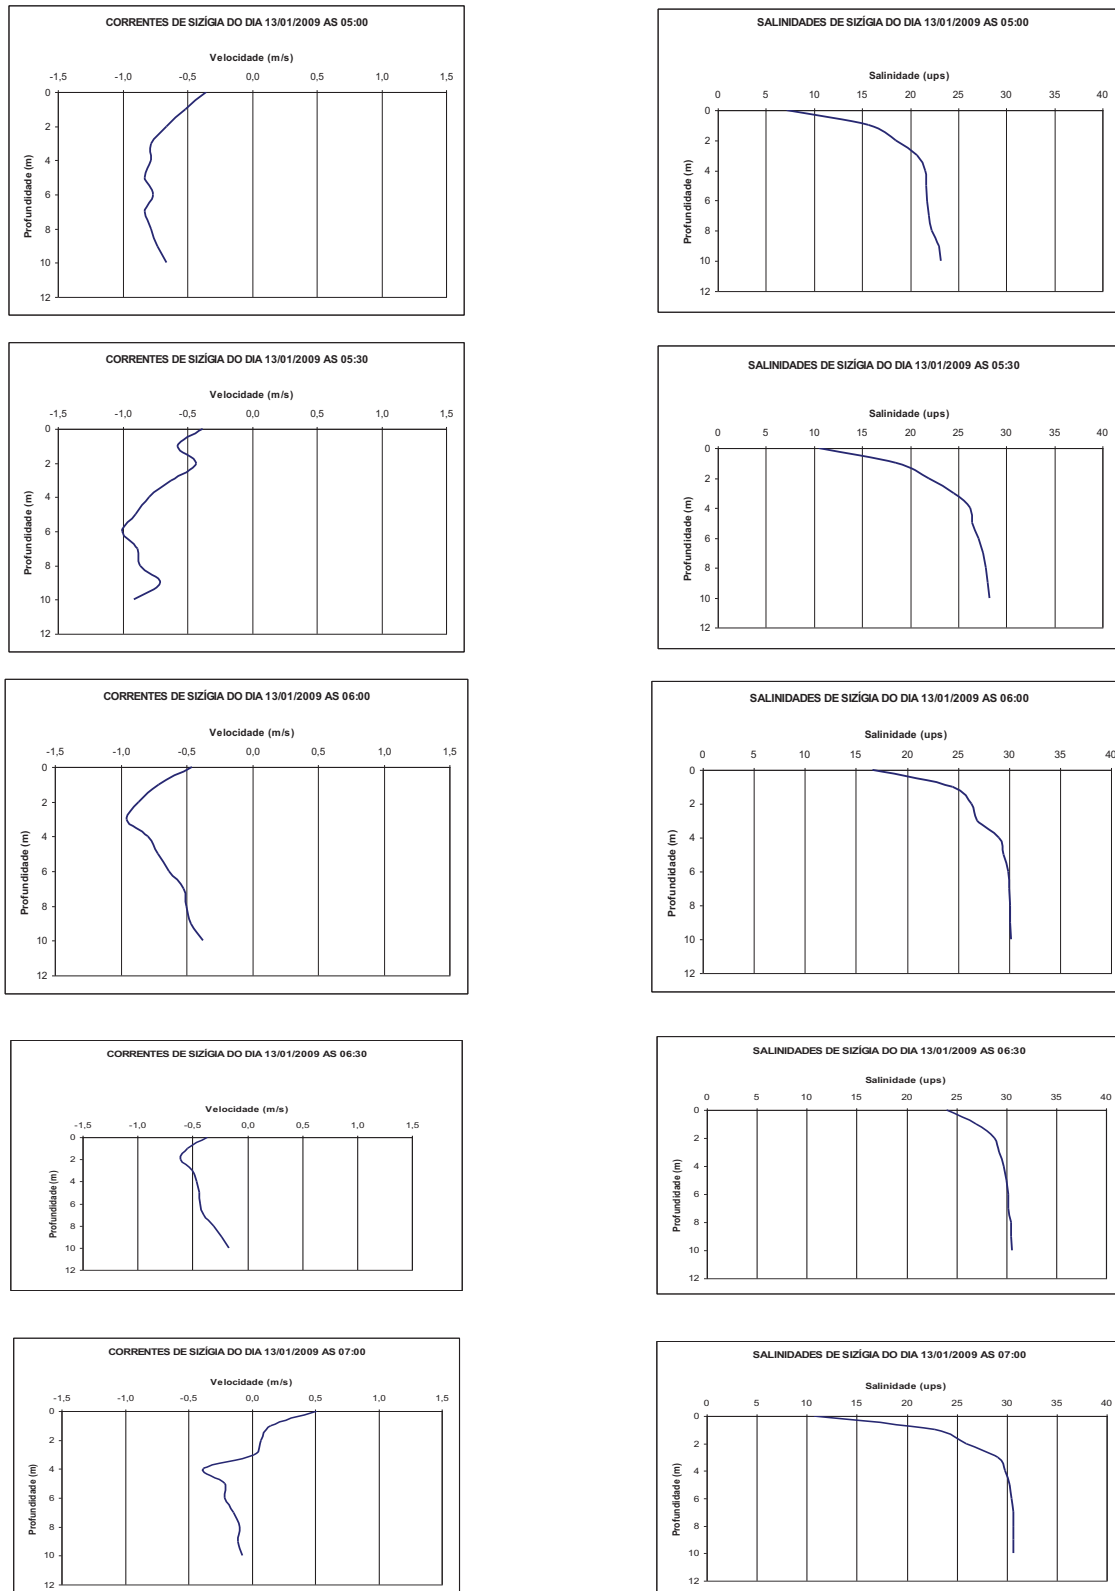 CORRENTES DE SIZÍGIA DO DIA 13/01/2009 AS 05:00
Velocidade (m/s)
-1,5 -1,0 -0,5 0,0 0,5 1,0 1,5
0
2
4
6
8
10
12
Profundidade (m)
SALINIDADES DE SIZÍGIA DO DIA 13/01/2009 AS 05:00
Salinidade (ups)
0 5 10 15 20 25 30 35 40
0
2
4
6
8
10
12
Profundidade (m)
CORRENTES DE SIZÍGIA DO DIA 13/01/2009 AS 05:30
Velocidade (m/s)
-1,5 -1,0 -0,5 0,0 0,5 1,0 1,5
0
2
4
6
8
10
12
Profundidade (m)
SALINIDADES DE SIZÍGIA DO DIA 13/01/2009 AS 05:30
Salinidade (ups)
0 5 10 15 20 25 30 35 40
0
2
4
6
8
10
12
Profundidade (m)
CORRENTES DE SIZÍGIA DO DIA 13/01/2009 AS 06:00
Velocidade (m/s)
-1,5 -1,0 -0,5 0,0 0,5 1,0 1,5
0
2
4
6
8
10
12
Profundidade (m)
SALINIDADES DE SIZÍGIA DO DIA 13/01/2009 AS 06:00
Salinidade (ups)
0 5 10 15 20 25 30 35 40
0
2
4
6
8
10
12
Profundidade (m)
CORRENTES DE SIZÍGIA DO DIA 13/01/2009 AS 06:30
Velocidade (m/s)
-1,5 -1,0 -0,5 0,0 0,5 1,0 1,5
0
2
4
6
8
10
12
Profundidade (m)
SALINIDADES DE SIZÍGIA DO DIA 13/01/2009 AS 06:30
Salinidade (ups)
0 5 10 15 20 25 30 35 40
0
2
4
6
8
10
12
Profundidade (m)
CORRENTES DE SIZÍGIA DO DIA 13/01/2009 AS 07:00
Velocidade (m/s)
-1,5 -1,0 -0,5 0,0 0,5 1,0 1,5
0
2
4
6
8
10
12
Profundidade (m)
SALINIDADES DE SIZÍGIA DO DIA 13/01/2009 AS 07:00
Salinidade (ups)
0 5 10 15 20 25 30 35 40
0
2
4
6
8
10
12
Profundidade (m)